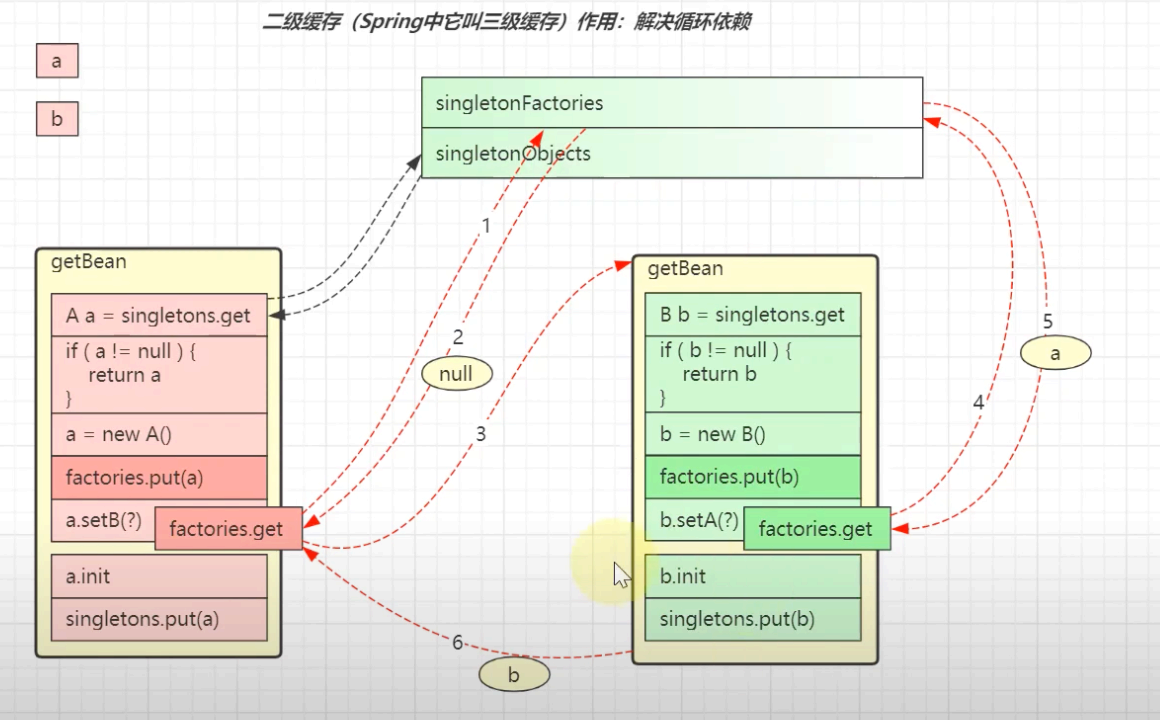 二级缓存（Spring中它叫三级缓存）作用：解决循环依赖
a
b
singletonFactories
singletonObjects
1
2
null
3
4
5
a
6
b
getBean
A a = singletons.get
if ( a != null ) {
return a
}
a = new A()
factories.put(a)
a.setB(?)
factories.get
a.init
singletons.put(a)
getBean
B b = singletons.get
if ( b != null ) {
return b
}
b = new B()
factories.put(b)
b.setA(?)
factories.get
b.init
singletons.put(b)